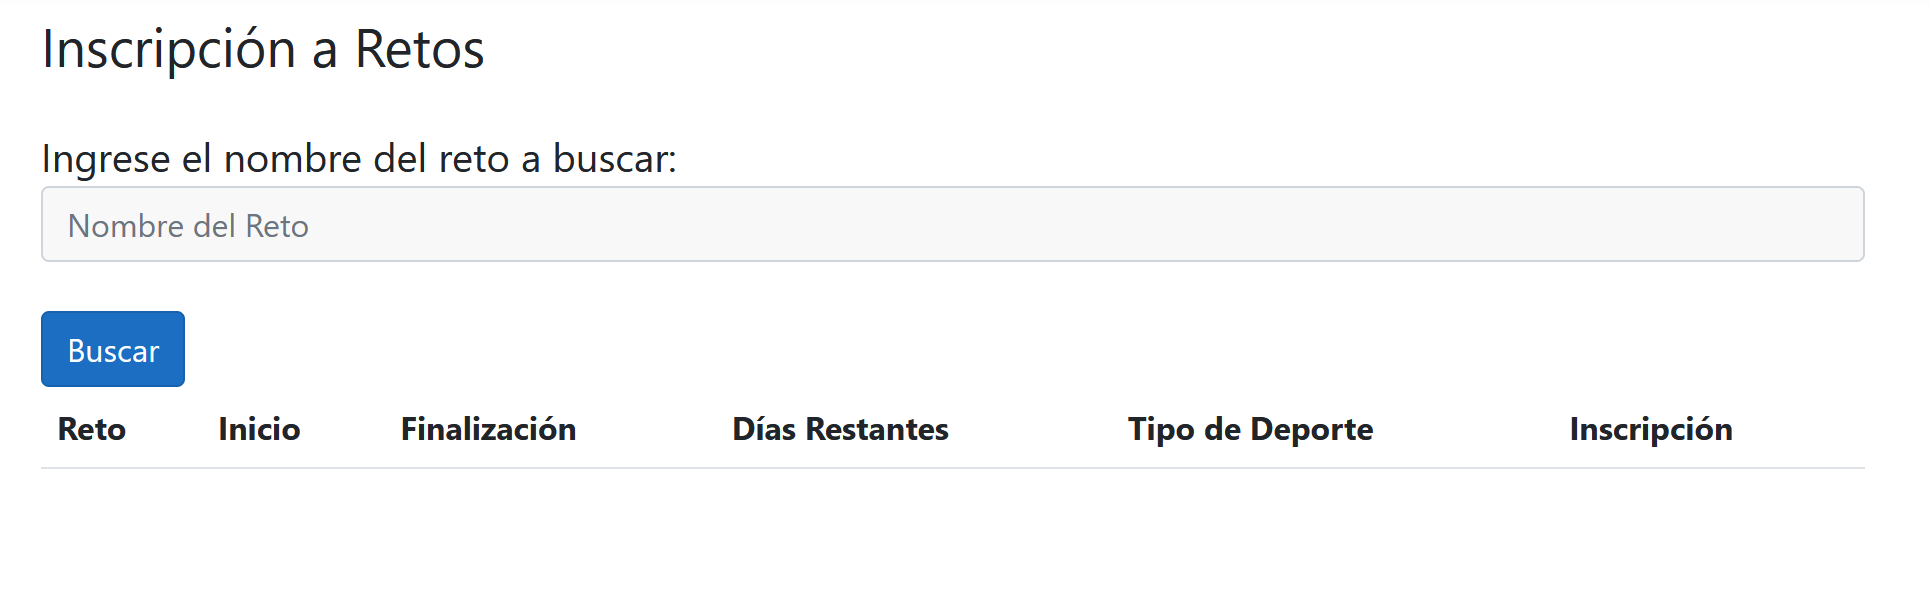 Inscripción a Retos
Ingrese el nombre del reto a buscar:
Nombre del Reto
Buscar
Reto Inicio Finalización Días Restantes Tipo de Deporte Inscripción